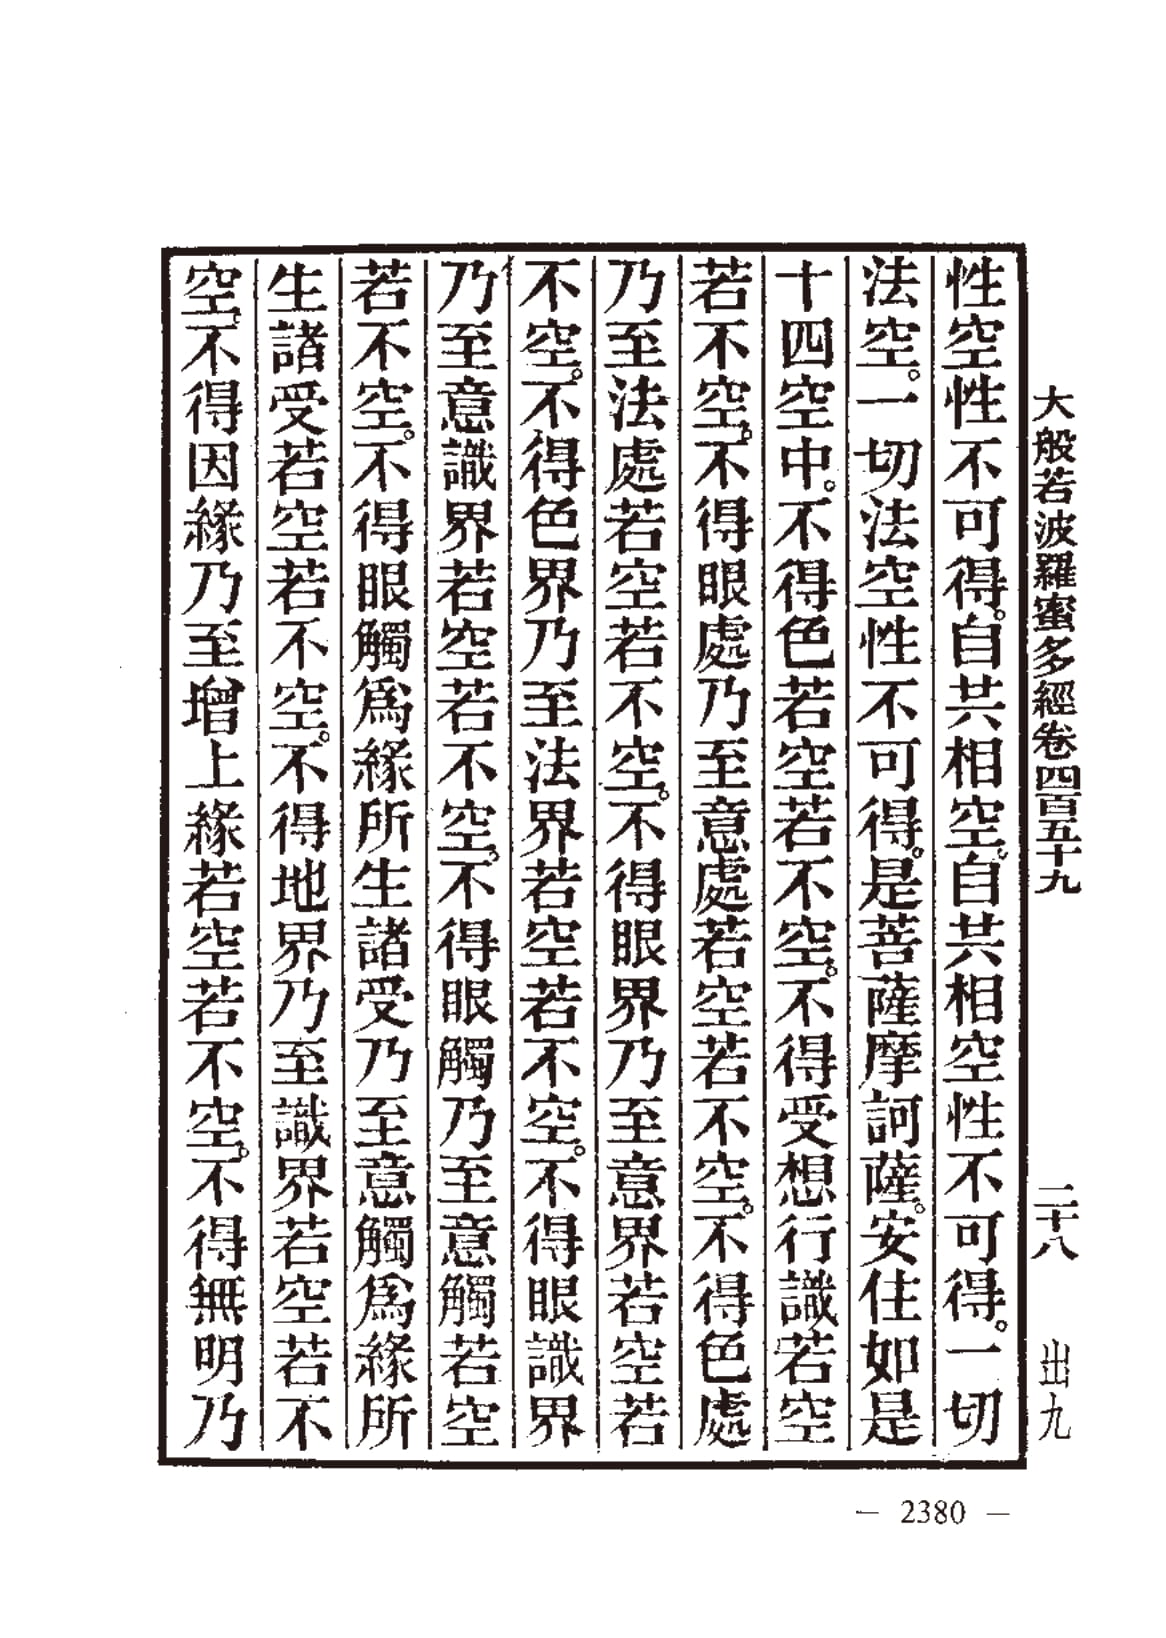 大般若波羅蜜多經卷四百五十九 二十八 出九
性空性不可得。自共相空。自共相空性不可得。一切
法空。一切法空性不可得。是菩薩摩訶薩。安住如是
十四空中。不得色若空若不空。不得受想行識若空
若不空。不得眼處乃至意處若空若不空。不得色處
乃至法處若空若不空。不得眼界乃至意界若空若
不空。不得色界乃至法界若空若不空。不得眼識界
乃至意識界若空若不空。不得眼觸乃至意觸若空
若不空。不得眼觸爲緣所生諸受乃至意觸爲緣所
生諸受若空若不空。不得地界乃至識界若空若不
空。不得因緣乃至增上緣若空若不空。不得無明乃
— 2380 —